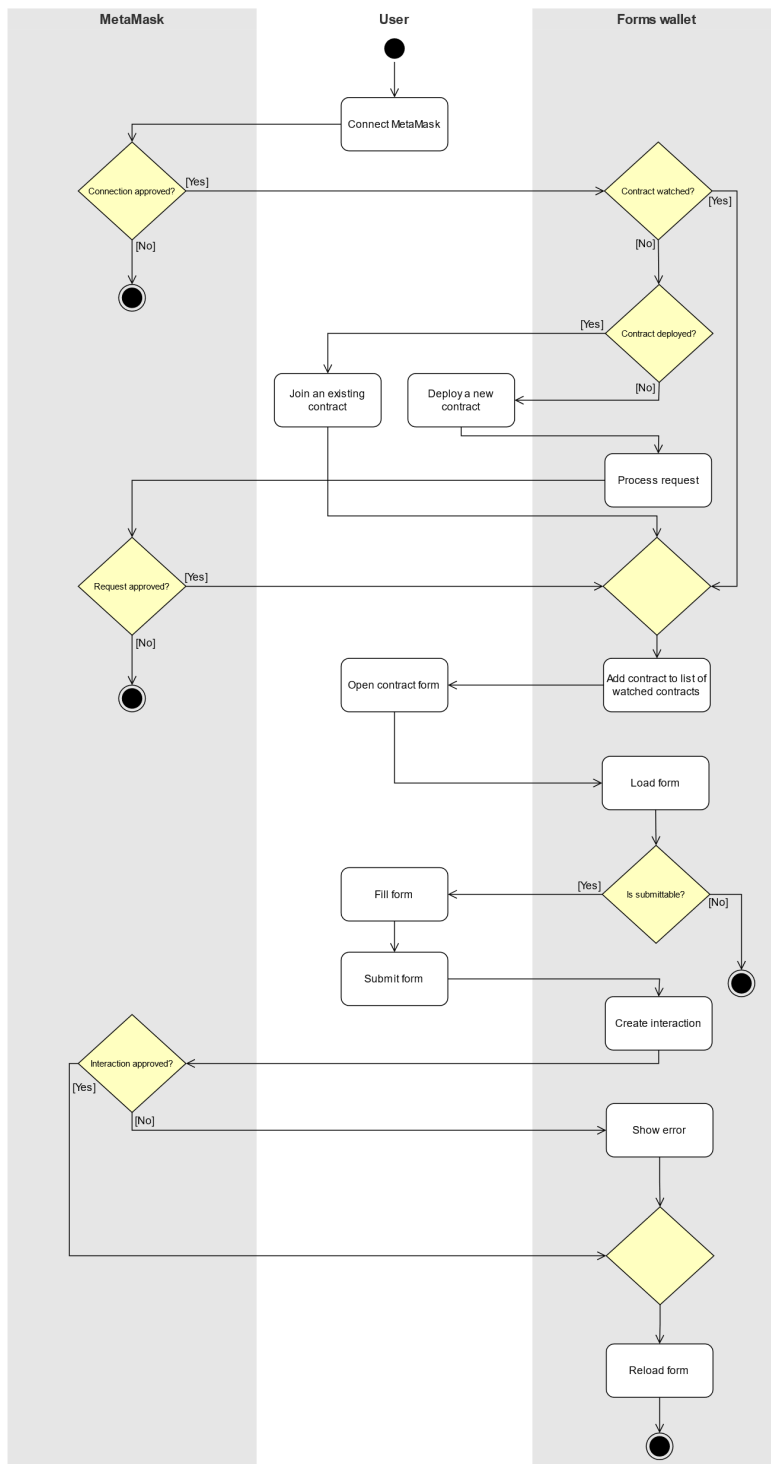 MetaMask
User
Forms wallet
Connect MetaMask
Connection approved?
[Yes]
[No]
Contract watched?
[Yes]
[No]
Contract deployed?
[Yes]
[No]
Join an existing
contract
Deploy a new
contract
Process request
Request approved?
[Yes]
[No]
Add contract to list of
watched contracts
Open contract form
Load form
Is submittable?
[Yes]
[No]
Fill form
Submit form
Create interaction
Interaction approved?
[Yes]
[No]
Show error
Reload form